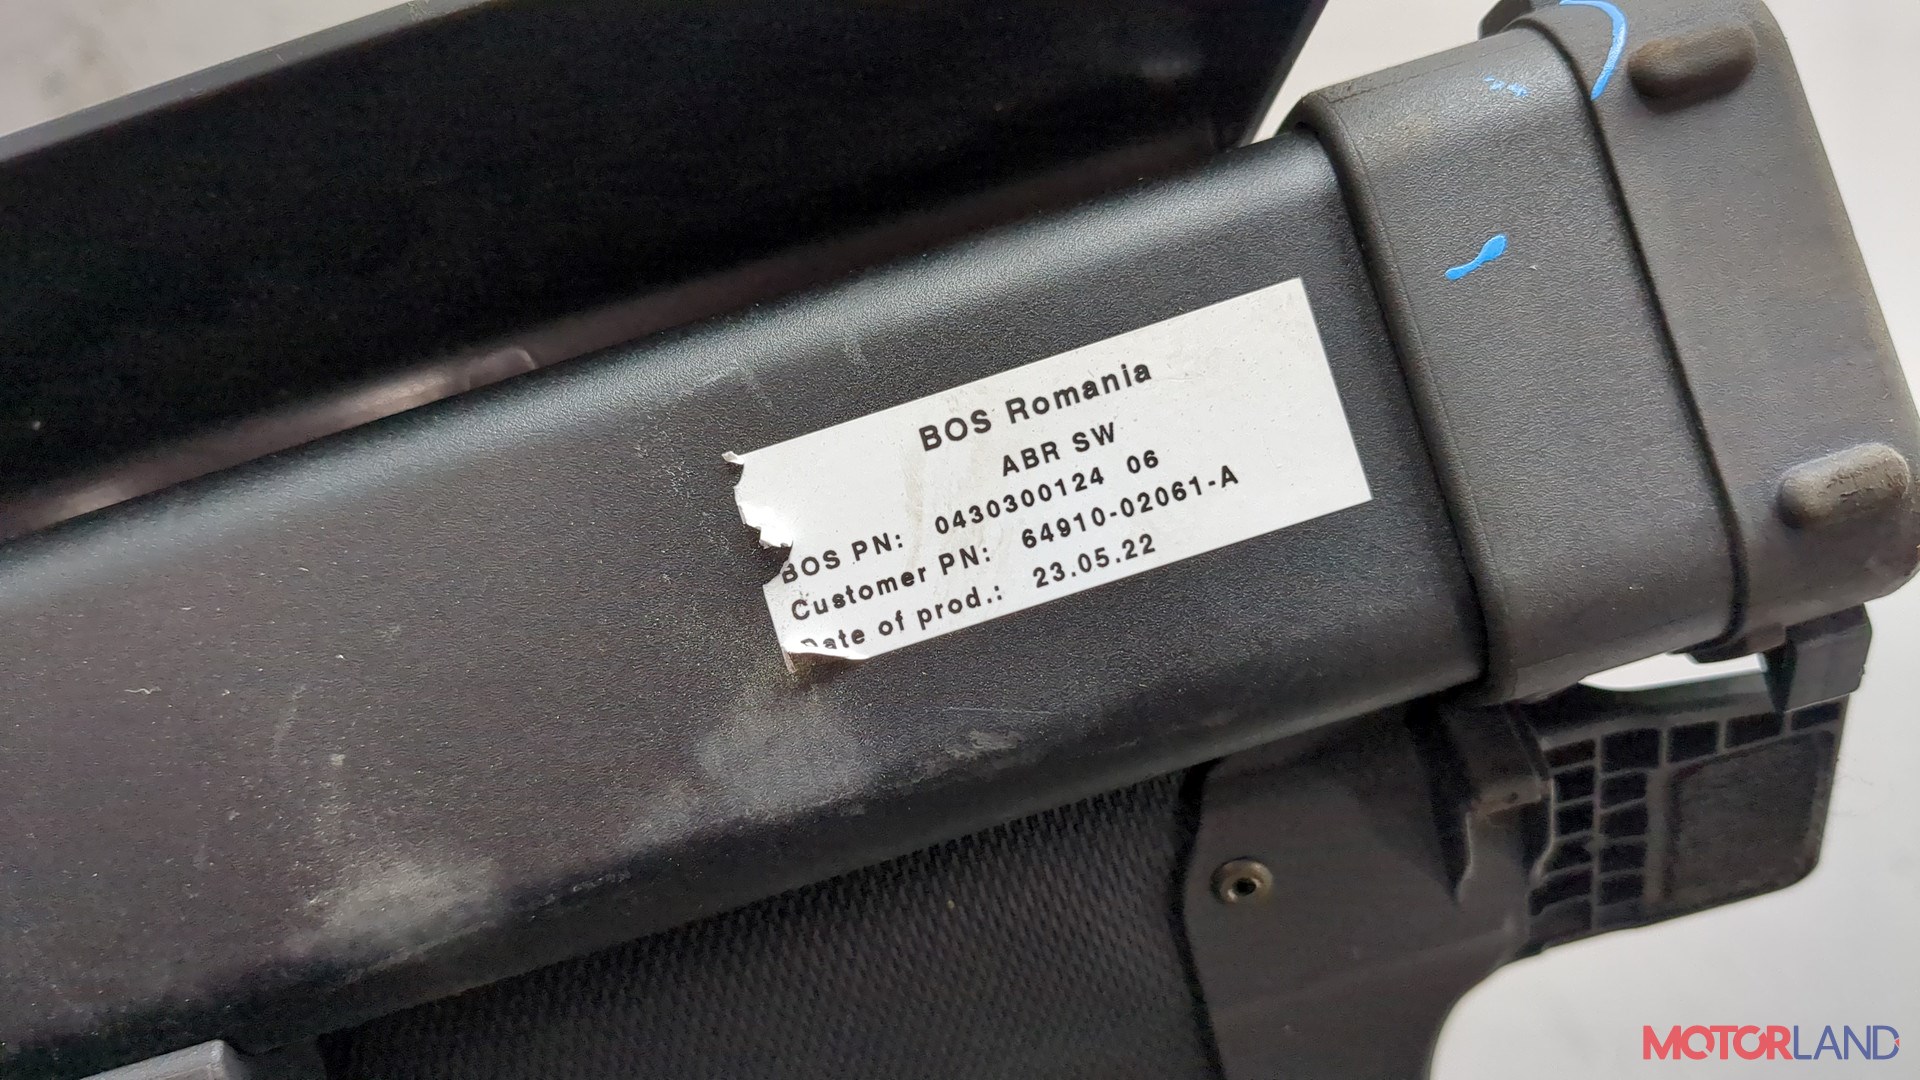 BOS Romania
ABR SW
BOS PN: 0430300124 06
Customer PN: 64910-02061-A
Date of prod.: 23.05.22
MOTORLAND